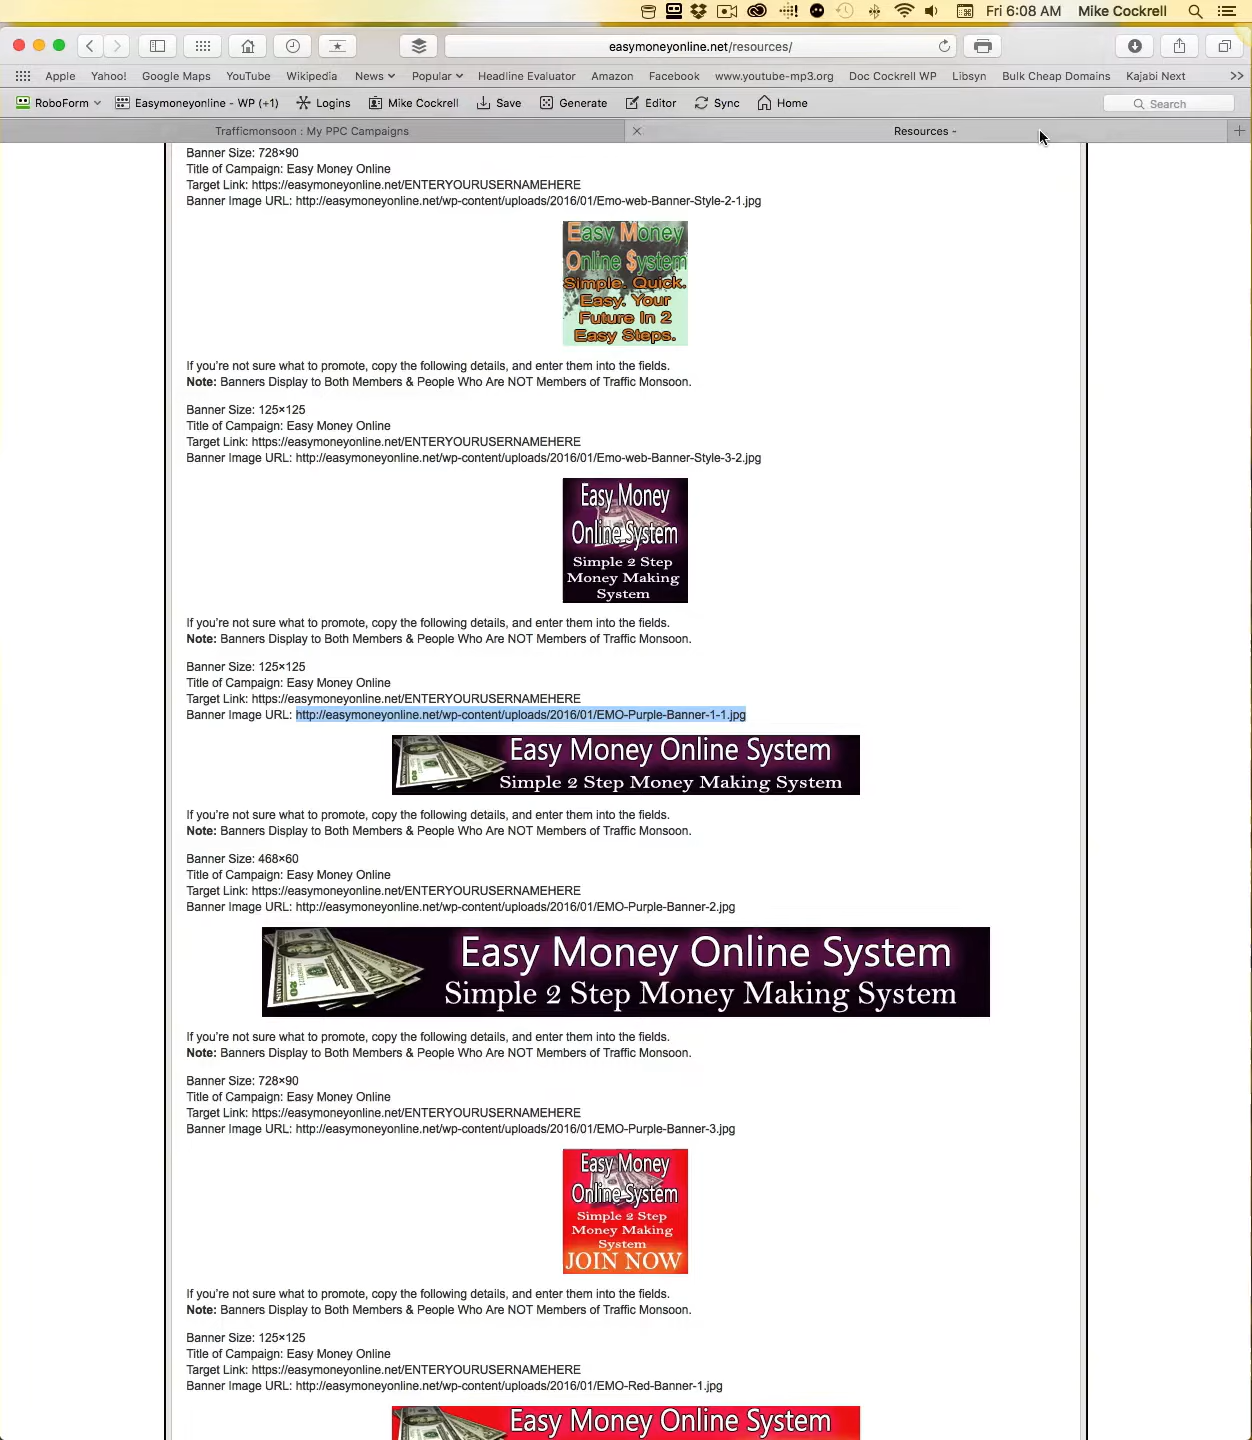 Fri 6:08 AM Mike Cockrell
easymoneyonline.net/resources/
Apple Yahoo! Google Maps YouTube Wikipedia News Popular Headline Evaluator Amazon Facebook www.youtube-mp3.org Doc Cockrell WP Libsyn Bulk Cheap Domains Kajabi Next
RoboForm Easymoneyonline - WP (+1) Logins Mike Cockrell Save Generate Editor Sync Home Search
Trafficmonsoon : My PPC Campaigns Resources -
Banner Size: 728×90
Title of Campaign: Easy Money Online
Target Link: https://easymoneyonline.net/ENTERYOURUSERNAMEHERE
Banner Image URL: http://easymoneyonline.net/wp-content/uploads/2016/01/Emo-web-Banner-Style-2-1.jpg
Easy Money
Online $ystem
Simple. Quick.
Easy. Your
Future In 2
Easy Steps.
If you're not sure what to promote, copy the following details, and enter them into the fields.
Note: Banners Display to Both Members & People Who Are NOT Members of Traffic Monsoon.
Banner Size: 125×125
Title of Campaign: Easy Money Online
Target Link: https://easymoneyonline.net/ENTERYOURUSERNAMEHERE
Banner Image URL: http://easymoneyonline.net/wp-content/uploads/2016/01/Emo-web-Banner-Style-3-2.jpg
Easy Money
Online System
Simple 2 Step
Money Making
System
If you're not sure what to promote, copy the following details, and enter them into the fields.
Note: Banners Display to Both Members & People Who Are NOT Members of Traffic Monsoon.
Banner Size: 125×125
Title of Campaign: Easy Money Online
Target Link: https://easymoneyonline.net/ENTERYOURUSERNAMEHERE
Banner Image URL: http://easymoneyonline.net/wp-content/uploads/2016/01/EMO-Purple-Banner-1-1.jpg
Easy Money Online System
Simple 2 Step Money Making System
If you're not sure what to promote, copy the following details, and enter them into the fields.
Note: Banners Display to Both Members & People Who Are NOT Members of Traffic Monsoon.
Banner Size: 468×60
Title of Campaign: Easy Money Online
Target Link: https://easymoneyonline.net/ENTERYOURUSERNAMEHERE
Banner Image URL: http://easymoneyonline.net/wp-content/uploads/2016/01/EMO-Purple-Banner-2.jpg
Easy Money Online System
Simple 2 Step Money Making System
If you're not sure what to promote, copy the following details, and enter them into the fields.
Note: Banners Display to Both Members & People Who Are NOT Members of Traffic Monsoon.
Banner Size: 728×90
Title of Campaign: Easy Money Online
Target Link: https://easymoneyonline.net/ENTERYOURUSERNAMEHERE
Banner Image URL: http://easymoneyonline.net/wp-content/uploads/2016/01/EMO-Purple-Banner-3.jpg
Easy Money
Online System
Simple 2 Step
Money Making
System
JOIN NOW
If you're not sure what to promote, copy the following details, and enter them into the fields.
Note: Banners Display to Both Members & People Who Are NOT Members of Traffic Monsoon.
Banner Size: 125×125
Title of Campaign: Easy Money Online
Target Link: https://easymoneyonline.net/ENTERYOURUSERNAMEHERE
Banner Image URL: http://easymoneyonline.net/wp-content/uploads/2016/01/EMO-Red-Banner-1.jpg
Easy Money Online System